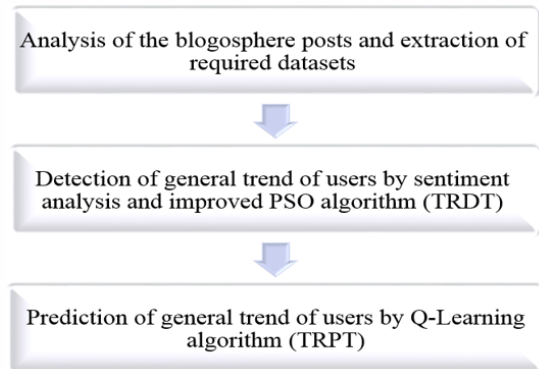 Analysis of the blogosphere posts and extraction of
required datasets
Detection of general trend of users by sentiment
analysis and improved PSO algorithm (TRDT)
Prediction of general trend of users by Q-Learning
algorithm (TRPT)